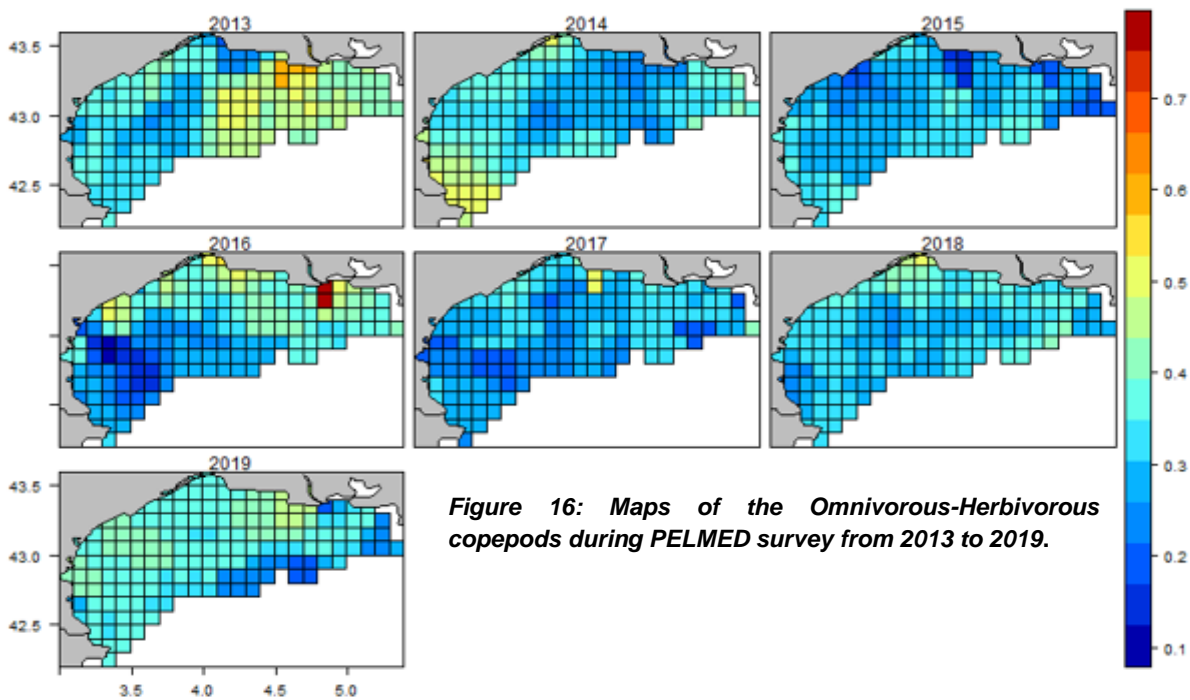 2013 2014 2015
43.5
43.0
42.5
2016 2017 2018
2019
43.5
43.0
42.5
3.5 4.0 4.5 5.0
Figure 16: Maps of the Omnivorous-Herbivorous
copepods during PELMED survey from 2013 to 2019.
0.7
0.6
0.5
0.4
0.3
0.2
0.1